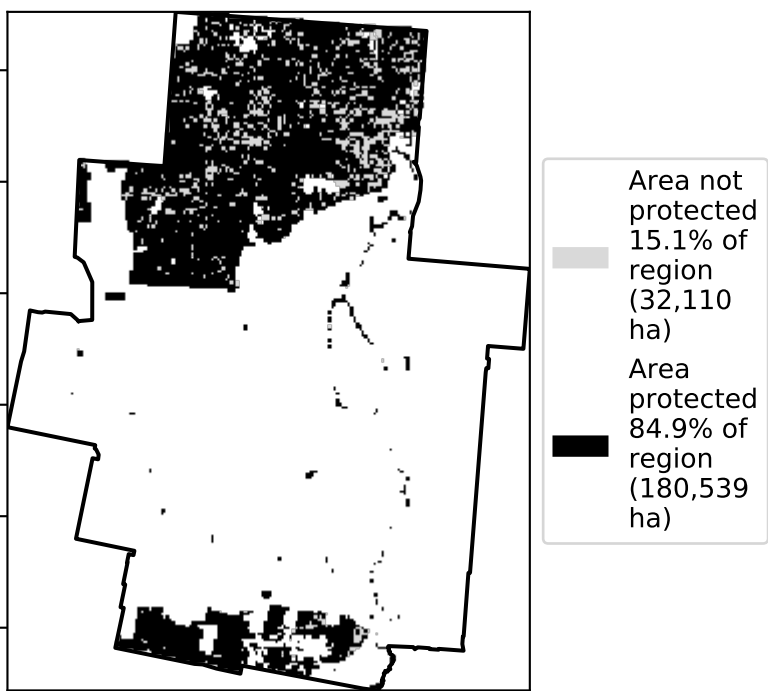 Area not
protected
15.1% of
region
(32,110
ha)
Area
protected
84.9% of
region
(180,539
ha)